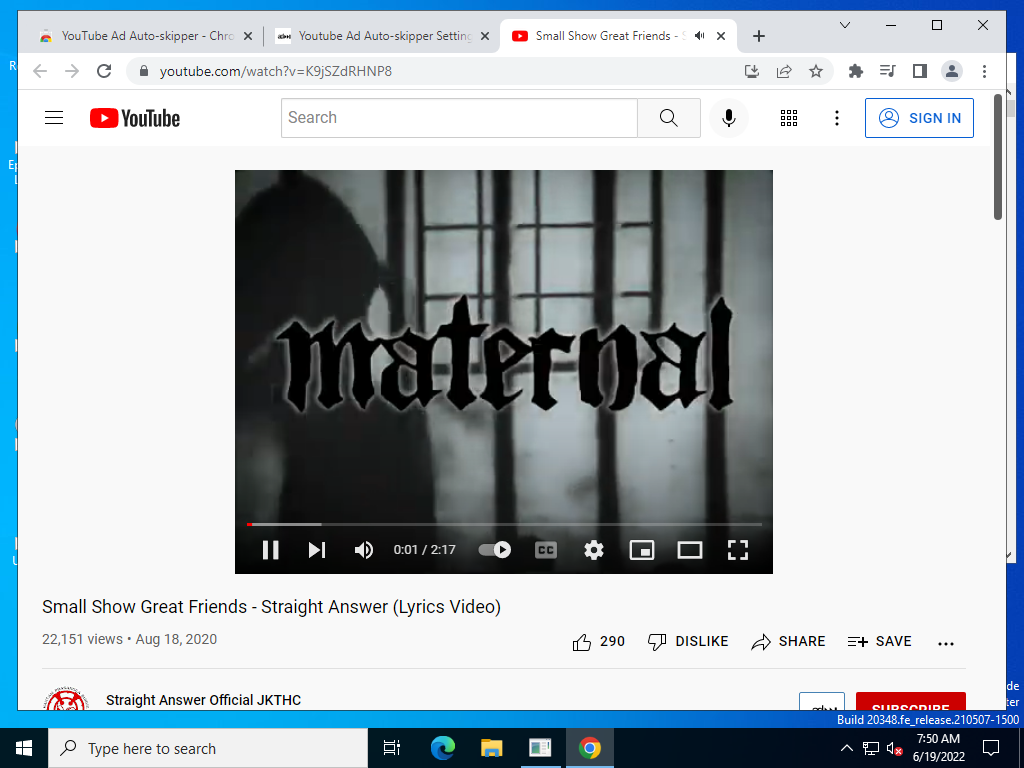 YouTube Ad Auto-skipper - Chro
Youtube Ad Auto-skipper Setting
Small Show Great Friends - S
youtube.com/watch?v=K9jSZdRHNP8
YouTube
Search
SIGN IN
maternal
0:01 / 2:17
CC
Small Show Great Friends - Straight Answer (Lyrics Video)
22,151 views • Aug 18, 2020
290
DISLIKE
SHARE
SAVE
Straight Answer Official JKTHC
SUBSCRIBE
Build 20348.fe_release.210507-1500
Type here to search
7:50 AM
6/19/2022